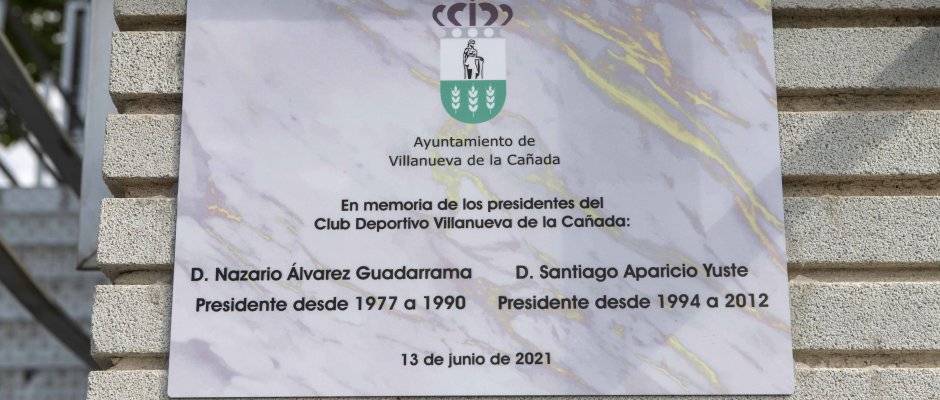 Ayuntamiento de
Villanueva de la Cañada
En memoria de los presidentes del
Club Deportivo Villanueva de la Cañada:
D. Nazario Álvarez Guadarrama
Presidente desde 1977 a 1990
D. Santiago Aparicio Yuste
Presidente desde 1994 a 2012
13 de junio de 2021